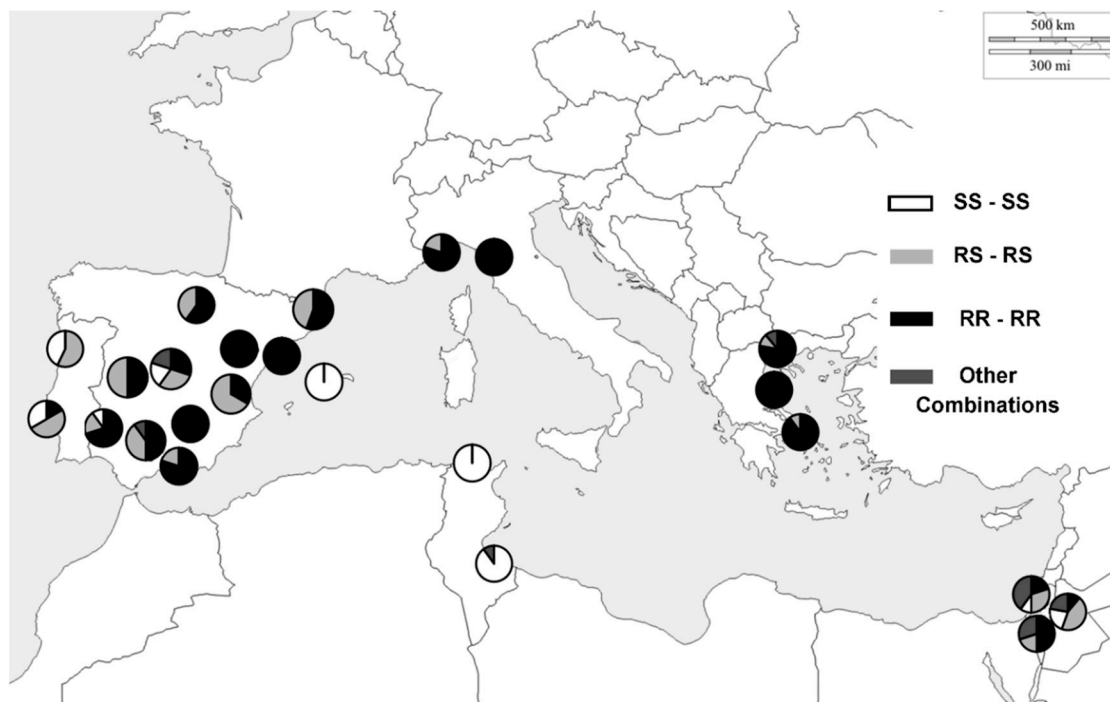 500 km
300 mi
SS - SS
RS - RS
RR - RR
Other
Combinations